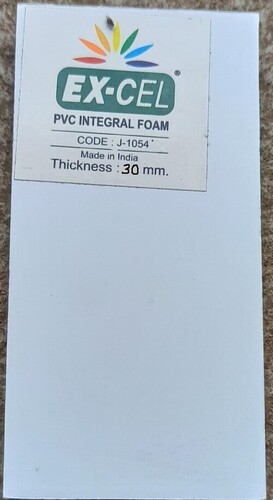 EX-CEL®
PVC INTEGRAL FOAM
CODE : J-1054
Made in India
Thickness : 30 mm.